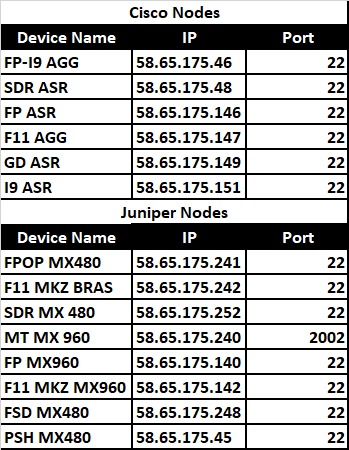 Cisco Nodes
Device Name IP Port
FP-I9 AGG 58.65.175.46 22
SDR ASR 58.65.175.48 22
FP ASR 58.65.175.146 22
F11 AGG 58.65.175.147 22
GD ASR 58.65.175.149 22
I9 ASR 58.65.175.151 22
Juniper Nodes
Device Name IP Port
FPOP MX480 58.65.175.241 22
F11 MKZ BRAS 58.65.175.242 22
SDR MX 480 58.65.175.252 22
MT MX 960 58.65.175.240 2002
FP MX960 58.65.175.140 22
F11 MKZ MX960 58.65.175.142 22
FSD MX480 58.65.175.248 22
PSH MX480 58.65.175.45 22